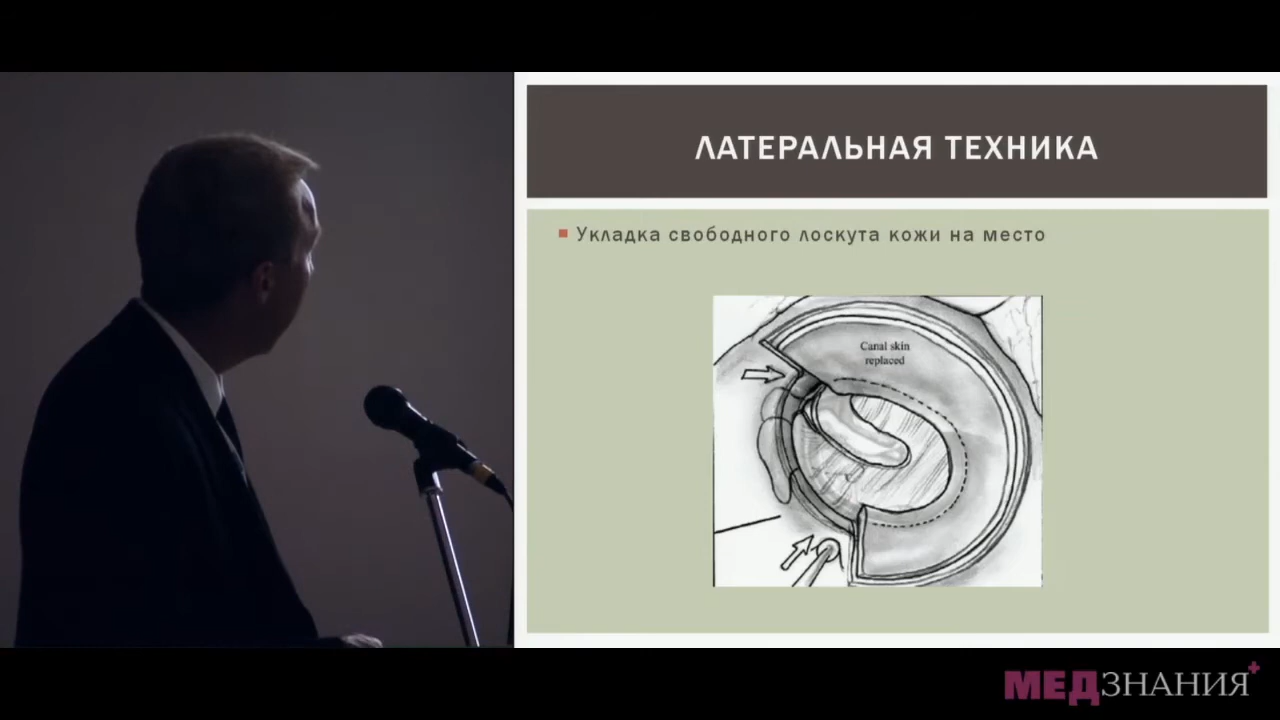 ЛАТЕРАЛЬНАЯ ТЕХНИКА
Укладка свободного лоскута кожи на место
Canal skin
replaced
МЕДЗНАНИЯ+